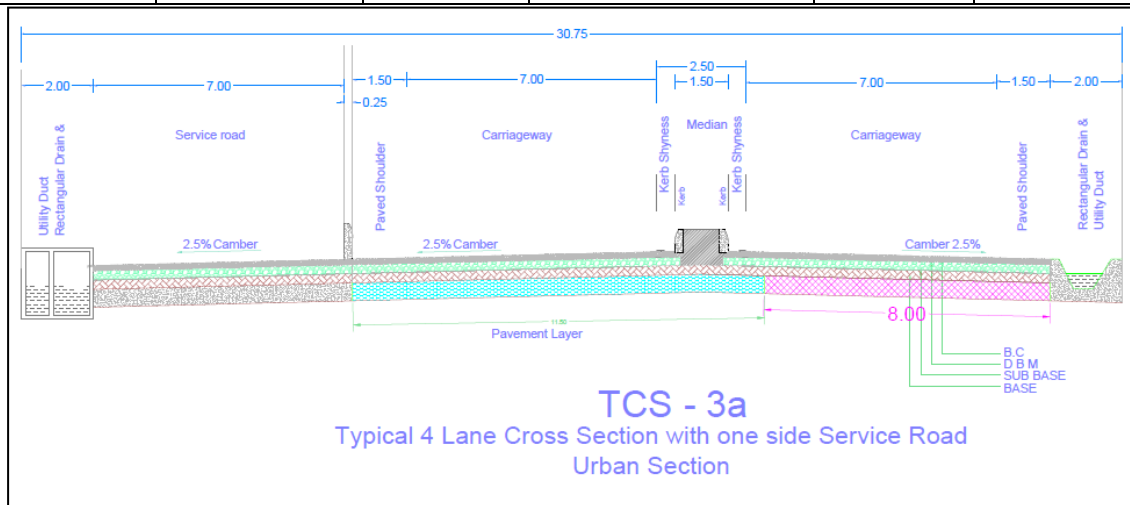 30.75
2.00
7.00
1.50
7.00
2.50
1.50
7.00
1.50
2.00
0.25
Service road
Carriageway
Median
Carriageway
Utility Duct
Rectangular Drain &
Paved Shoulder
Kerb Shyness
Kerb
Kerb
Kerb Shyness
Paved Shoulder
Rectangular Drain &
Utility Duct
2.5% Camber
2.5% Camber
Camber 2.5%
11.50
Pavement Layer
8.00
B.C
D B M
SUB BASE
BASE
TCS - 3a
Typical 4 Lane Cross Section with one side Service Road
Urban Section